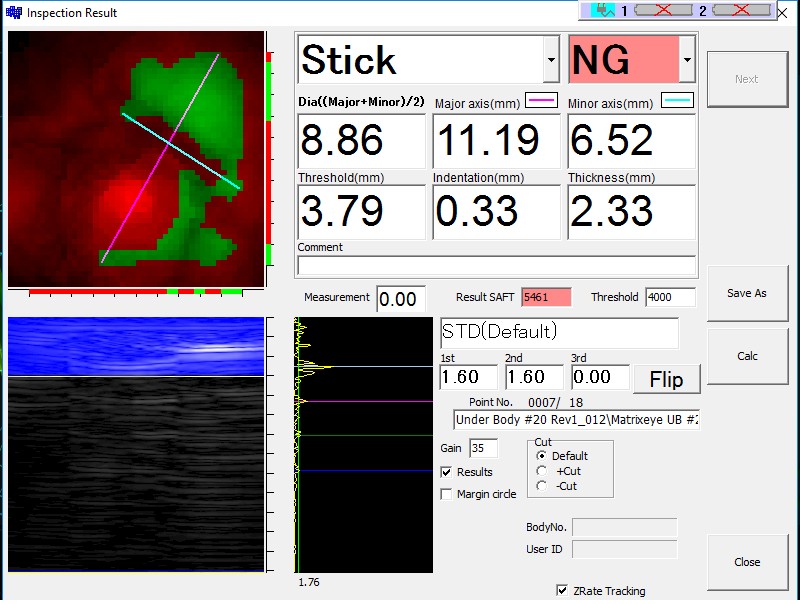 Inspection Result
1
2
Stick
NG
Next
Dia((Major+Minor)/2)
Major axis(mm)
Minor axis(mm)
8.86
11.19
6.52
Threshold(mm)
Indentation(mm)
Thickness(mm)
3.79
0.33
2.33
Comment
Measurement
0.00
Result SAFT
5461
Threshold
4000
Save As
STD(Default)
1st
2nd
3rd
1.60
1.60
0.00
Flip
Calc
Point No.
0007/ 18
Under Body #20 Rev1_012\Matrixeye UB #2
Gain
35
Cut
Default
+Cut
-Cut
Results
Margin circle
BodyNo.
User ID
Close
1.76
ZRate Tracking